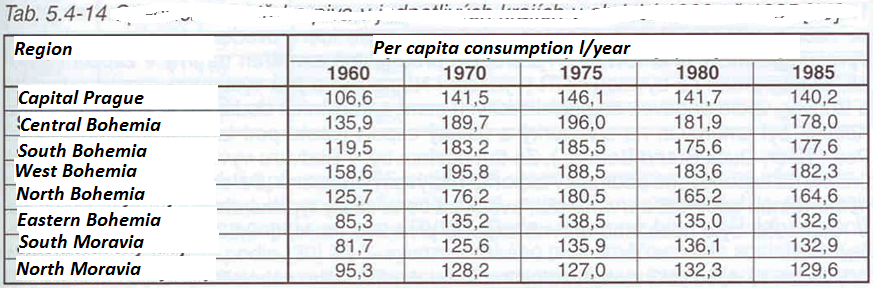 Tab. 5.4-14
Region Per capita consumption l/year
1960 1970 1975 1980 1985
Capital Prague 106,6 141,5 146,1 141,7 140,2
Central Bohemia 135,9 189,7 196,0 181,9 178,0
South Bohemia 119,5 183,2 185,5 175,6 177,6
West Bohemia 158,6 195,8 188,5 183,6 182,3
North Bohemia 125,7 176,2 180,5 165,2 164,6
Eastern Bohemia 85,3 135,2 138,5 135,0 132,6
South Moravia 81,7 125,6 135,9 136,1 132,9
North Moravia 95,3 128,2 127,0 132,3 129,6